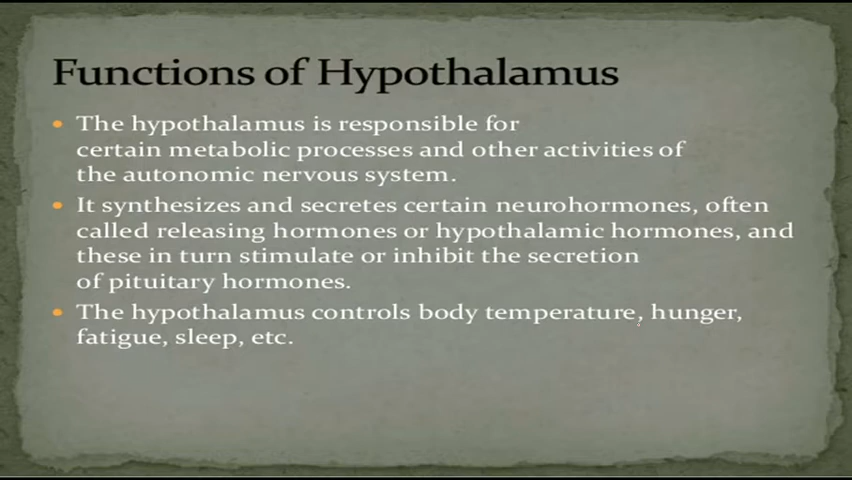 Functions of Hypothalamus
• The hypothalamus is responsible for
certain metabolic processes and other activities of
the autonomic nervous system.
• It synthesizes and secretes certain neurohormones, often
called releasing hormones or hypothalamic hormones, and
these in turn stimulate or inhibit the secretion
of pituitary hormones.
• The hypothalamus controls body temperature, hunger,
fatigue, sleep, etc.